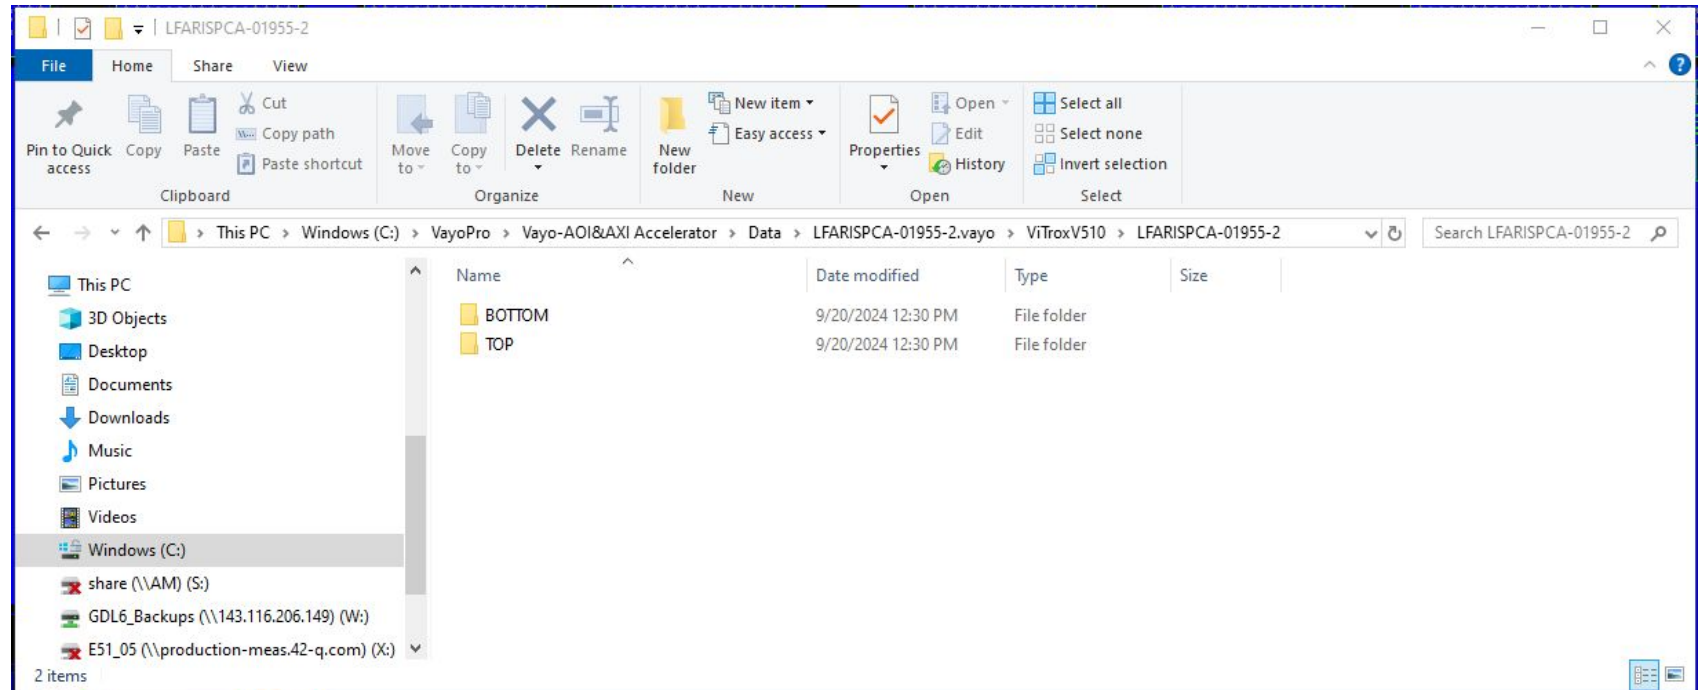 LFARISPCA-01955-2
File Home Share View
Pin to Quick access
Copy
Paste
Cut
Copy path
Paste shortcut
Clipboard
Move to
Copy to
Delete
Rename
Organize
New folder
New item
Easy access
New
Properties
Open
Edit
History
Open
Select all
Select none
Invert selection
Select
This PC > Windows (C:) > VayoPro > Vayo-AOI&AXI Accelerator > Data > LFARISPCA-01955-2.vayo > ViTroxV510 > LFARISPCA-01955-2
Search LFARISPCA-01955-2
This PC
3D Objects
Desktop
Documents
Downloads
Music
Pictures
Videos
Windows (C:)
share (\\AM) (S:)
GDL6_Backups (\\143.116.206.149) (W:)
E51_05 (\\production-meas.42-q.com) (X:)
Name Date modified Type Size
BOTTOM 9/20/2024 12:30 PM File folder
TOP 9/20/2024 12:30 PM File folder
2 items